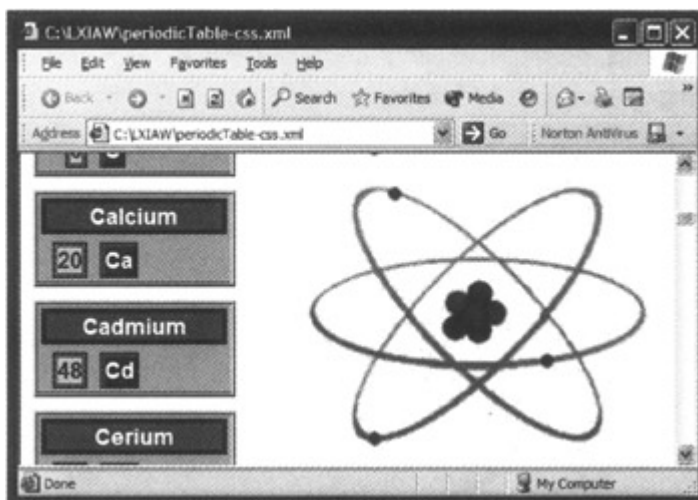 C:\LXIAW\periodicTable-css.xml
File Edit View Favorites Tools Help
Back Search Favorites Media
Address C:\LXIAW\periodicTable-css.xml Go Norton AntiVirus
Calcium
20 Ca
Cadmium
48 Cd
Cerium
Done My Computer